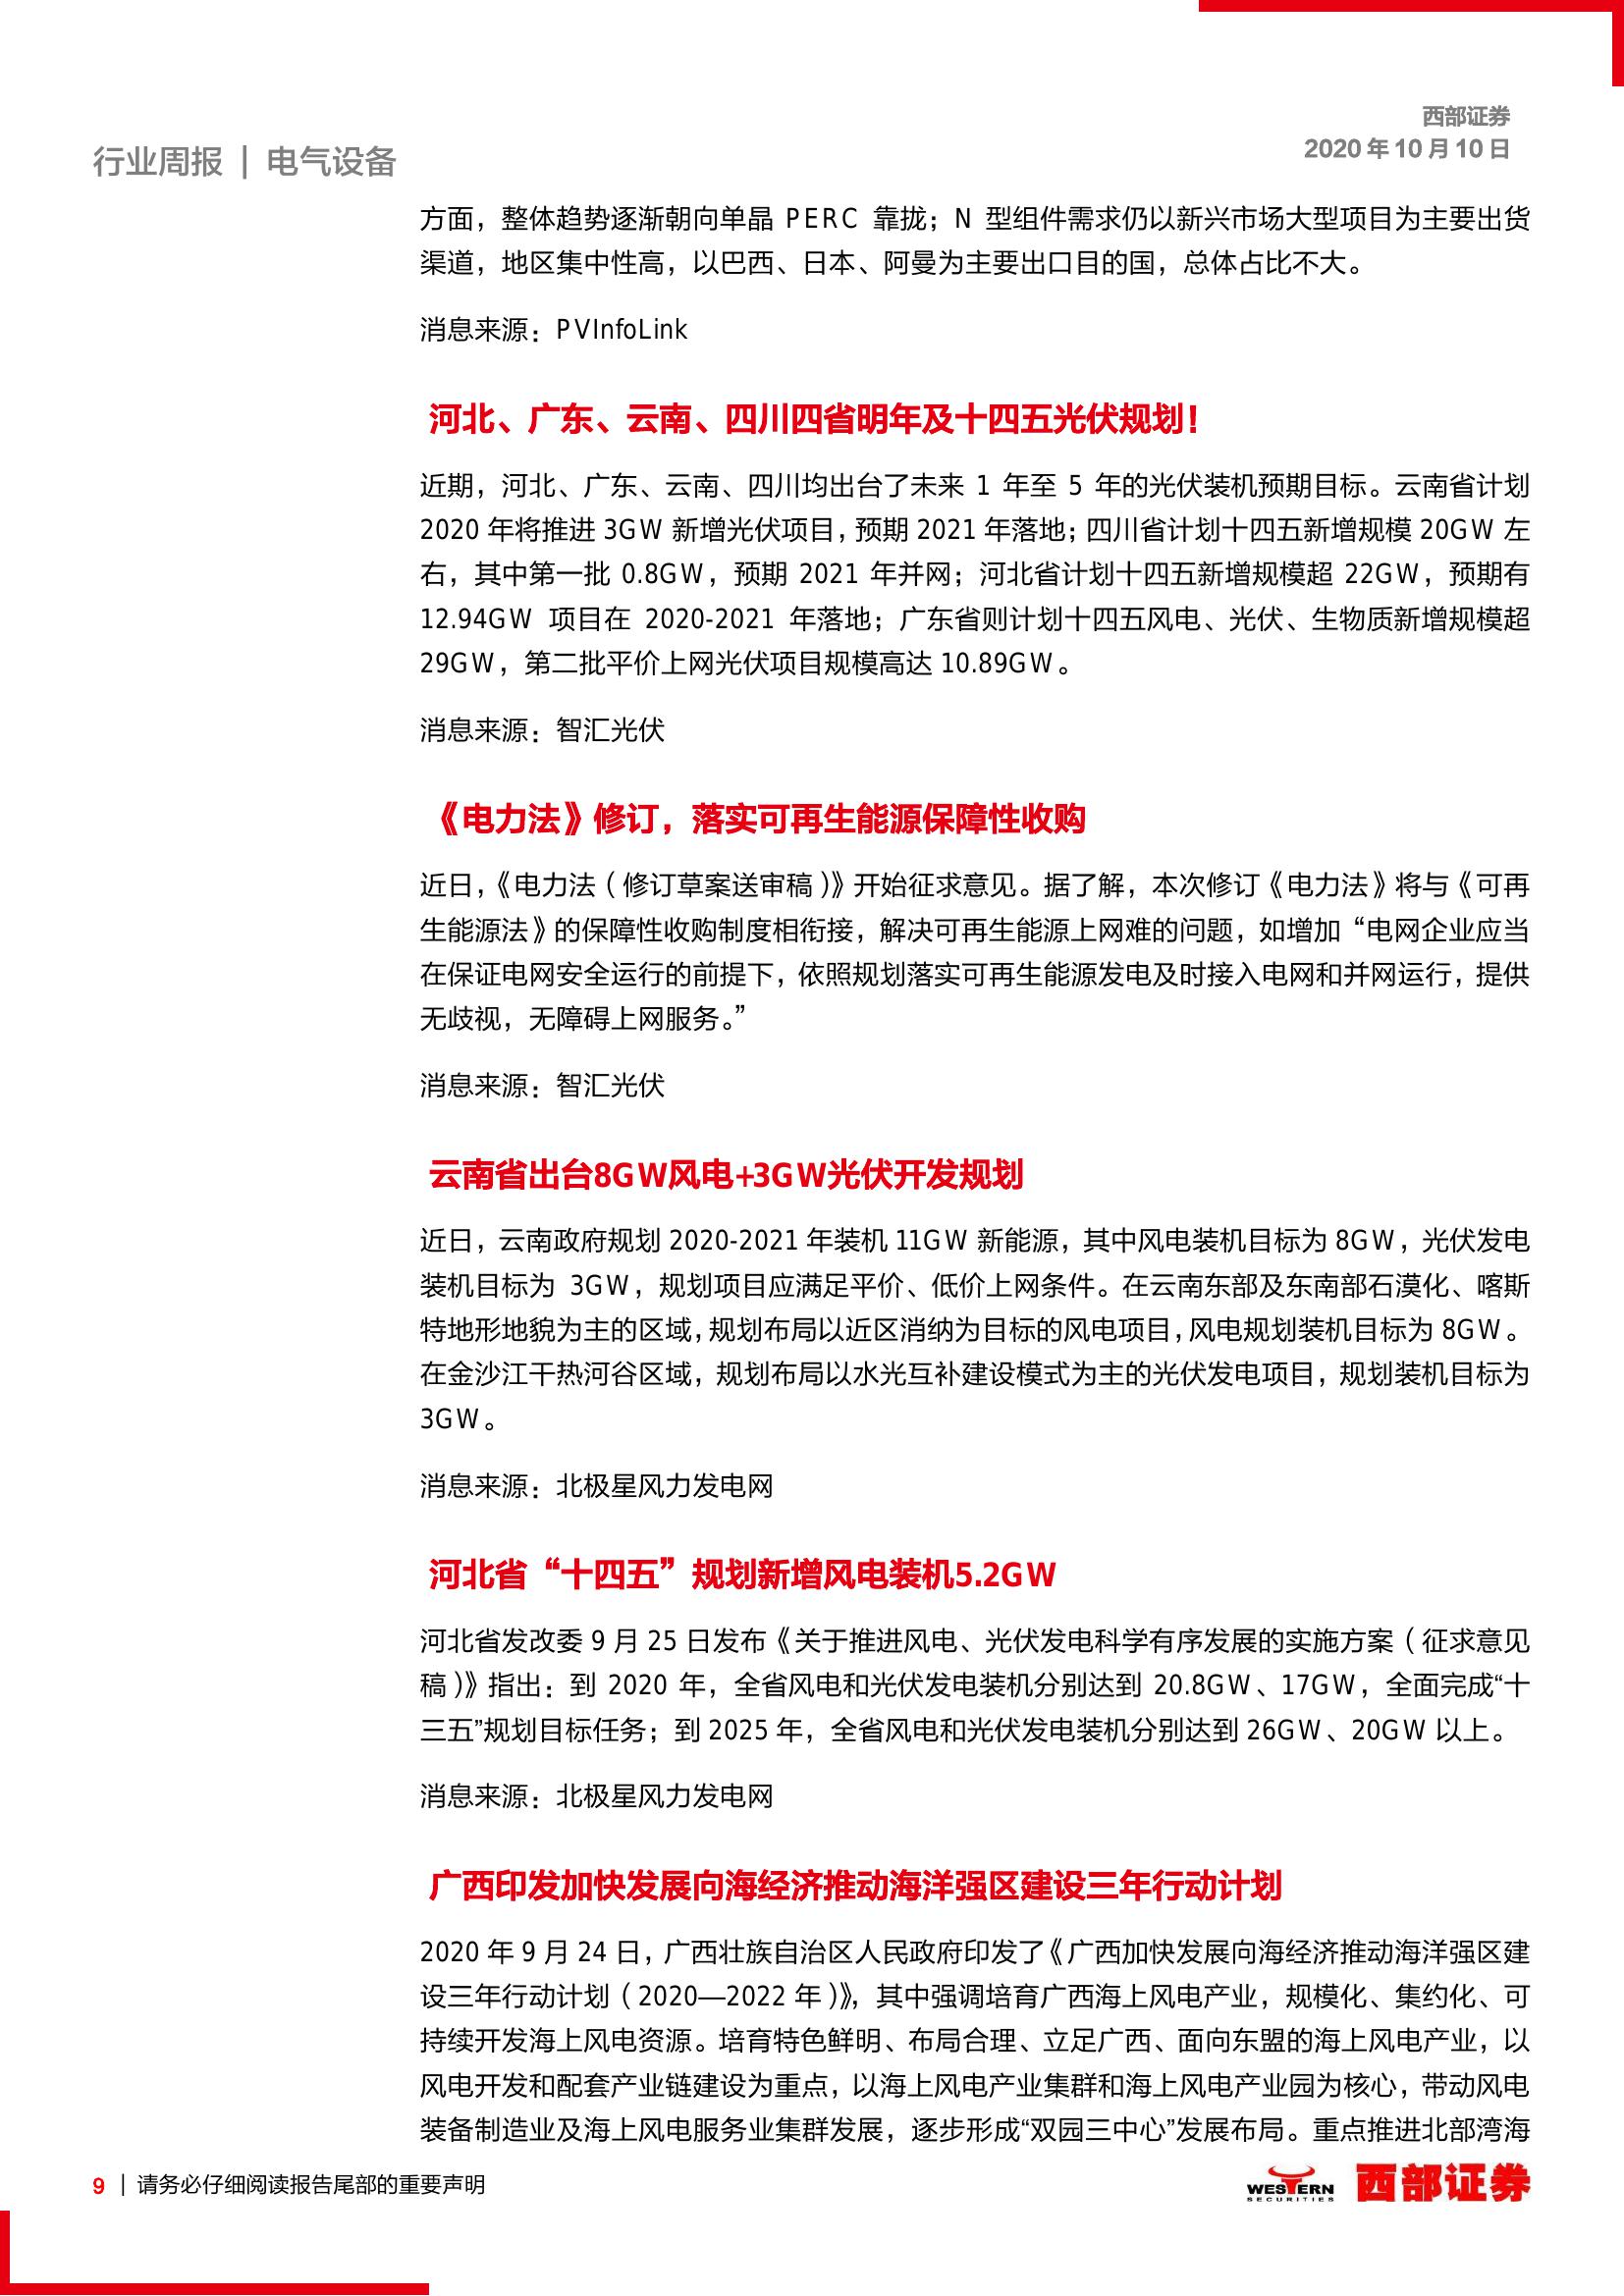 西部证券
2020 年 10 月 10 日
行业周报 | 电气设备
方面，整体趋势逐渐朝向单晶 PERC 靠拢；N 型组件需求仍以新兴市场大型项目为主要出货
渠道，地区集中性高，以巴西、日本、阿曼为主要出口目的国，总体占比不大。
消息来源：PVInfoLink
河北、广东、云南、四川四省明年及十四五光伏规划！
近期，河北、广东、云南、四川均出台了未来 1 年至 5 年的光伏装机预期目标。云南省计划
2020 年将推进 3GW 新增光伏项目，预期 2021 年落地；四川省计划十四五新增规模 20GW 左
右，其中第一批 0.8GW，预期 2021 年并网；河北省计划十四五新增规模超 22GW，预期有
12.94GW 项目在 2020-2021 年落地；广东省则计划十四五风电、光伏、生物质新增规模超
29GW，第二批平价上网光伏项目规模高达 10.89GW。
消息来源：智汇光伏
《电力法》修订，落实可再生能源保障性收购
近日，《电力法（修订草案送审稿）》开始征求意见。据了解，本次修订《电力法》将与《可再
生能源法》的保障性收购制度相衔接，解决可再生能源上网难的问题，如增加“电网企业应当
在保证电网安全运行的前提下，依照规划落实可再生能源发电及时接入电网和并网运行，提供
无歧视，无障碍上网服务。”
消息来源：智汇光伏
云南省出台8GW风电+3GW光伏开发规划
近日，云南政府规划 2020-2021 年装机 11GW 新能源，其中风电装机目标为 8GW，光伏发电
装机目标为 3GW，规划项目应满足平价、低价上网条件。在云南东部及东南部石漠化、喀斯
特地形地貌为主的区域，规划布局以近区消纳为目标的风电项目，风电规划装机目标为 8GW。
在金沙江干热河谷区域，规划布局以水光互补建设模式为主的光伏发电项目，规划装机目标为
3GW。
消息来源：北极星风力发电网
河北省“十四五”规划新增风电装机5.2GW
河北省发改委 9 月 25 日发布《关于推进风电、光伏发电科学有序发展的实施方案（征求意见
稿）》指出：到 2020 年，全省风电和光伏发电装机分别达到 20.8GW、17GW，全面完成“十
三五”规划目标任务；到 2025 年，全省风电和光伏发电装机分别达到 26GW、20GW 以上。
消息来源：北极星风力发电网
广西印发加快发展向海经济推动海洋强区建设三年行动计划
2020 年 9 月 24 日，广西壮族自治区人民政府印发了《广西加快发展向海经济推动海洋强区建
设三年行动计划（2020—2022 年）》，其中强调培育广西海上风电产业，规模化、集约化、可
持续开发海上风电资源。培育特色鲜明、布局合理、立足广西、面向东盟的海上风电产业，以
风电开发和配套产业链建设为重点，以海上风电产业集群和海上风电产业园为核心，带动风电
装备制造业及海上风电服务业集群发展，逐步形成“双园三中心”发展布局。重点推进北部湾海
9 | 请务必仔细阅读报告尾部的重要声明
WESTERN
SECURITIES
西部证券